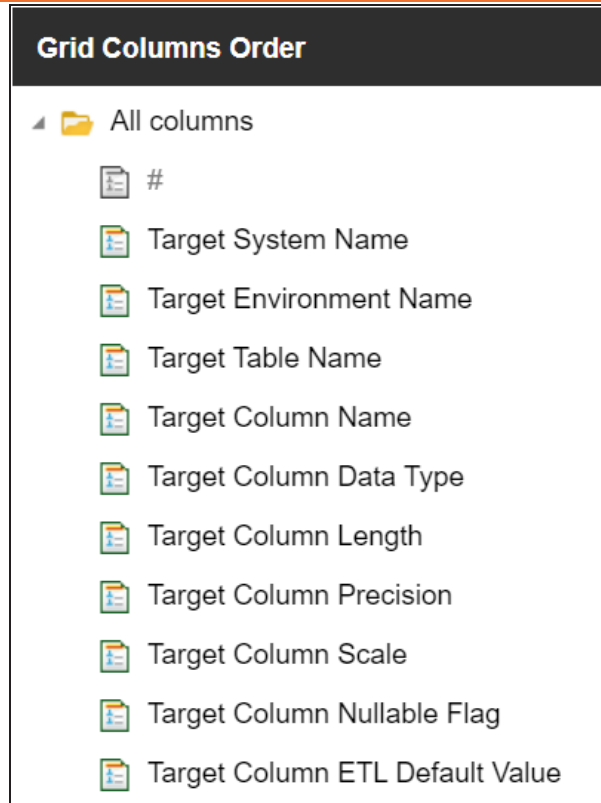 Grid Columns Order
All columns
#
Target System Name
Target Environment Name
Target Table Name
Target Column Name
Target Column Data Type
Target Column Length
Target Column Precision
Target Column Scale
Target Column Nullable Flag
Target Column ETL Default Value